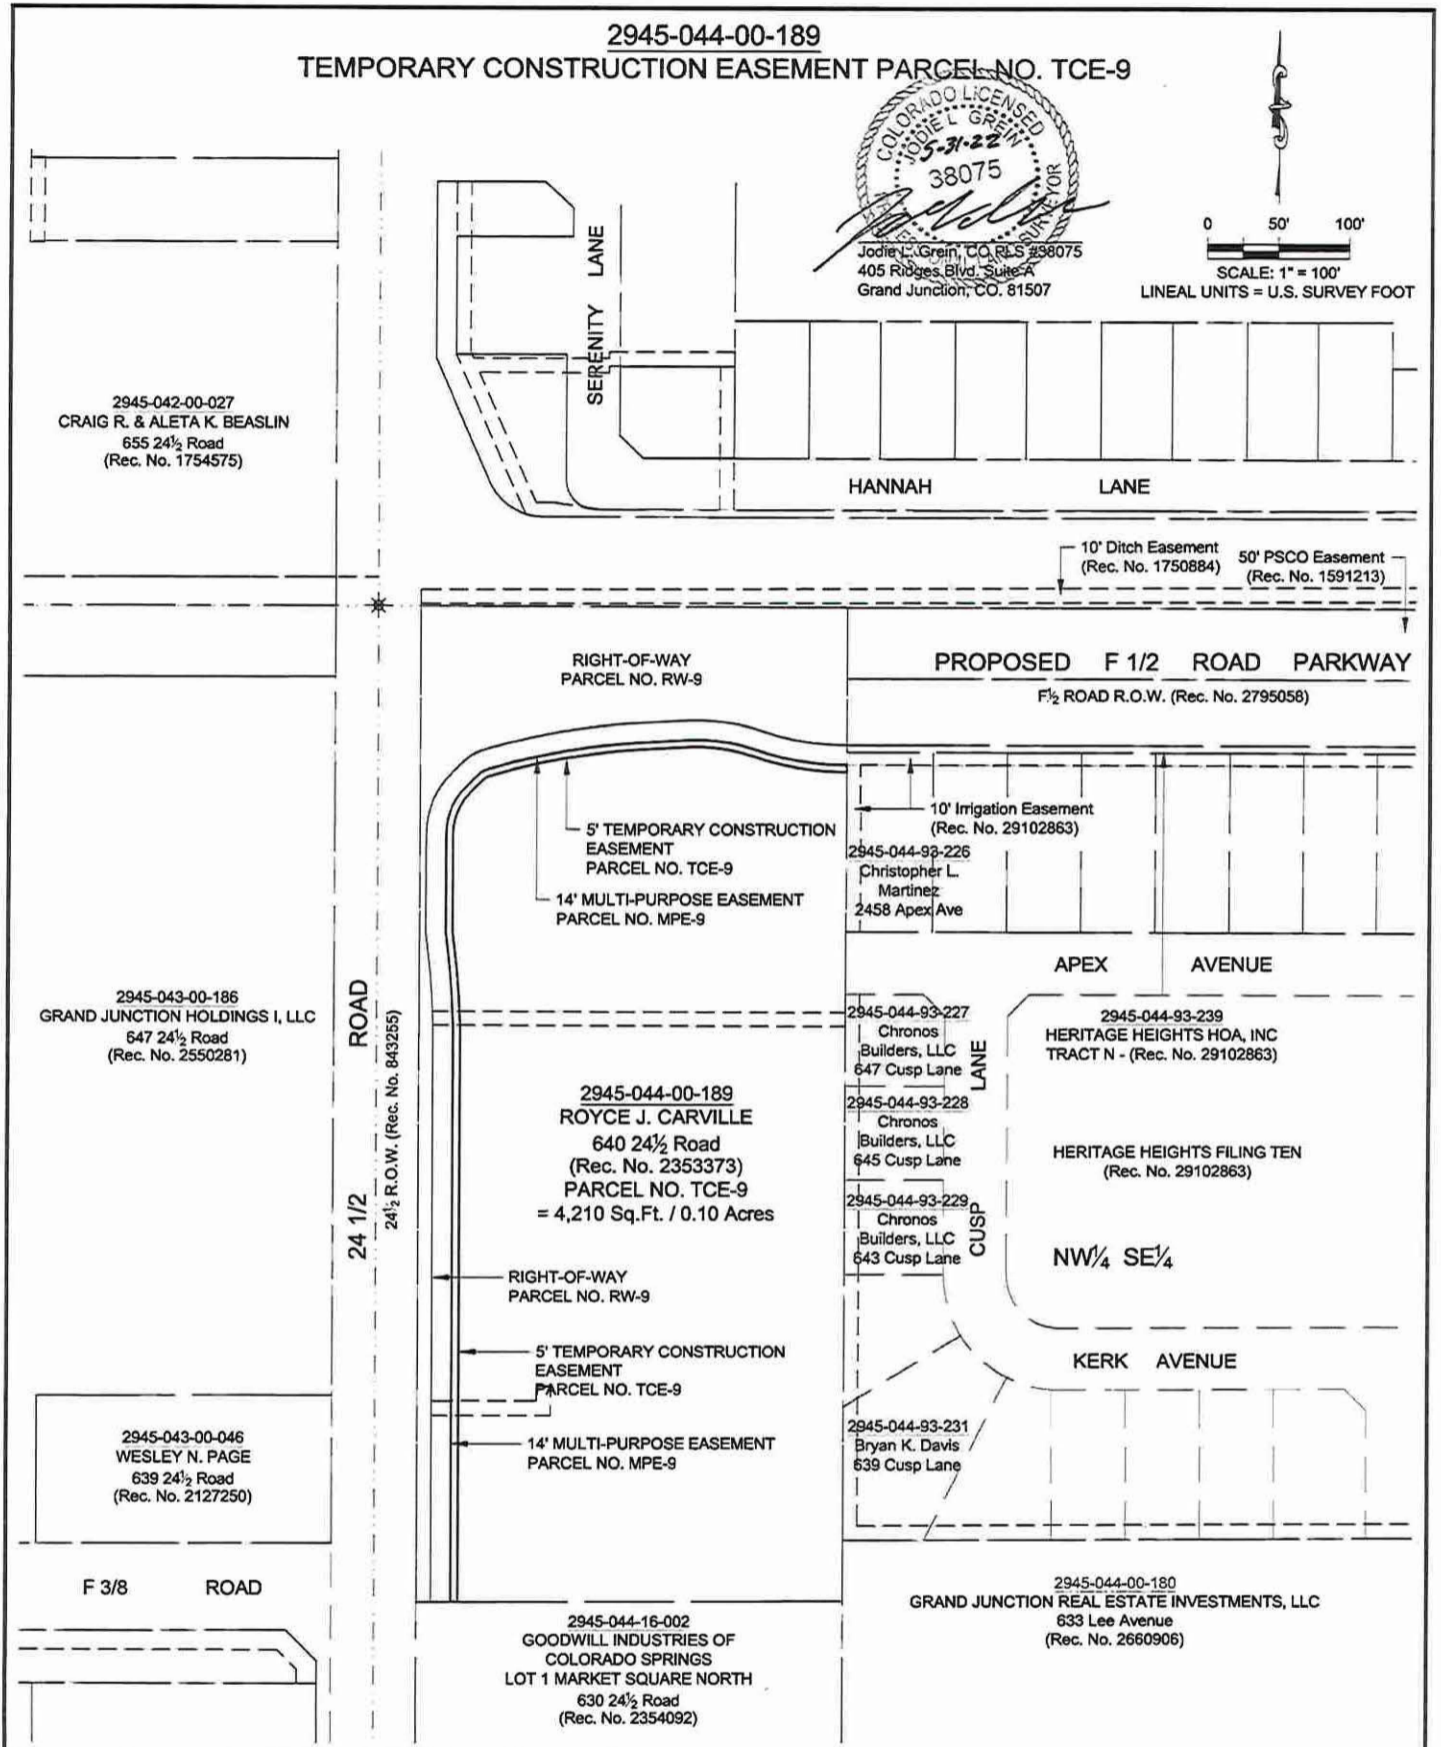 2945-044-00-189
TEMPORARY CONSTRUCTION EASEMENT PARCEL NO. TCE-9
COLORADO LICENSED
JODIE L GREIN
5-31-22
38075
SURVEYOR
Jodie L. Grein, CO RLS #38075
405 Ridges Blvd. Suite A
Grand Junction, CO. 81507
0 50' 100'
SCALE: 1" = 100'
LINEAL UNITS = U.S. SURVEY FOOT
SERENITY LANE
2945-042-00-027
CRAIG R. & ALETA K. BEASLIN
655 24½ Road
(Rec. No. 1754575)
HANNAH LANE
10' Ditch Easement
(Rec. No. 1750884)
50' PSCO Easement
(Rec. No. 1591213)
RIGHT-OF-WAY
PARCEL NO. RW-9
PROPOSED F 1/2 ROAD PARKWAY
F½ ROAD R.O.W. (Rec. No. 2795058)
5' TEMPORARY CONSTRUCTION
EASEMENT
PARCEL NO. TCE-9
14' MULTI-PURPOSE EASEMENT
PARCEL NO. MPE-9
10' Irrigation Easement
(Rec. No. 29102863)
2945-044-93-226
Christopher L.
Martinez
2458 Apex Ave
APEX AVENUE
2945-043-00-186
GRAND JUNCTION HOLDINGS I, LLC
647 24½ Road
(Rec. No. 2550281)
24 1/2 ROAD
24½ R.O.W. (Rec. No. 843255)
2945-044-93-227
Chronos
Builders, LLC
647 Cusp Lane
2945-044-93-228
Chronos
Builders, LLC
645 Cusp Lane
2945-044-93-229
Chronos
Builders, LLC
643 Cusp Lane
CUSP LANE
2945-044-93-239
HERITAGE HEIGHTS HOA, INC
TRACT N - (Rec. No. 29102863)
HERITAGE HEIGHTS FILING TEN
(Rec. No. 29102863)
NW¼ SE¼
2945-044-00-189
ROYCE J. CARVILLE
640 24½ Road
(Rec. No. 2353373)
PARCEL NO. TCE-9
= 4,210 Sq.Ft. / 0.10 Acres
RIGHT-OF-WAY
PARCEL NO. RW-9
5' TEMPORARY CONSTRUCTION
EASEMENT
PARCEL NO. TCE-9
14' MULTI-PURPOSE EASEMENT
PARCEL NO. MPE-9
KERK AVENUE
2945-044-93-231
Bryan K. Davis
639 Cusp Lane
2945-043-00-046
WESLEY N. PAGE
639 24½ Road
(Rec. No. 2127250)
F 3/8 ROAD
2945-044-16-002
GOODWILL INDUSTRIES OF
COLORADO SPRINGS
LOT 1 MARKET SQUARE NORTH
630 24½ Road
(Rec. No. 2354092)
2945-044-00-180
GRAND JUNCTION REAL ESTATE INVESTMENTS, LLC
633 Lee Avenue
(Rec. No. 2660906)